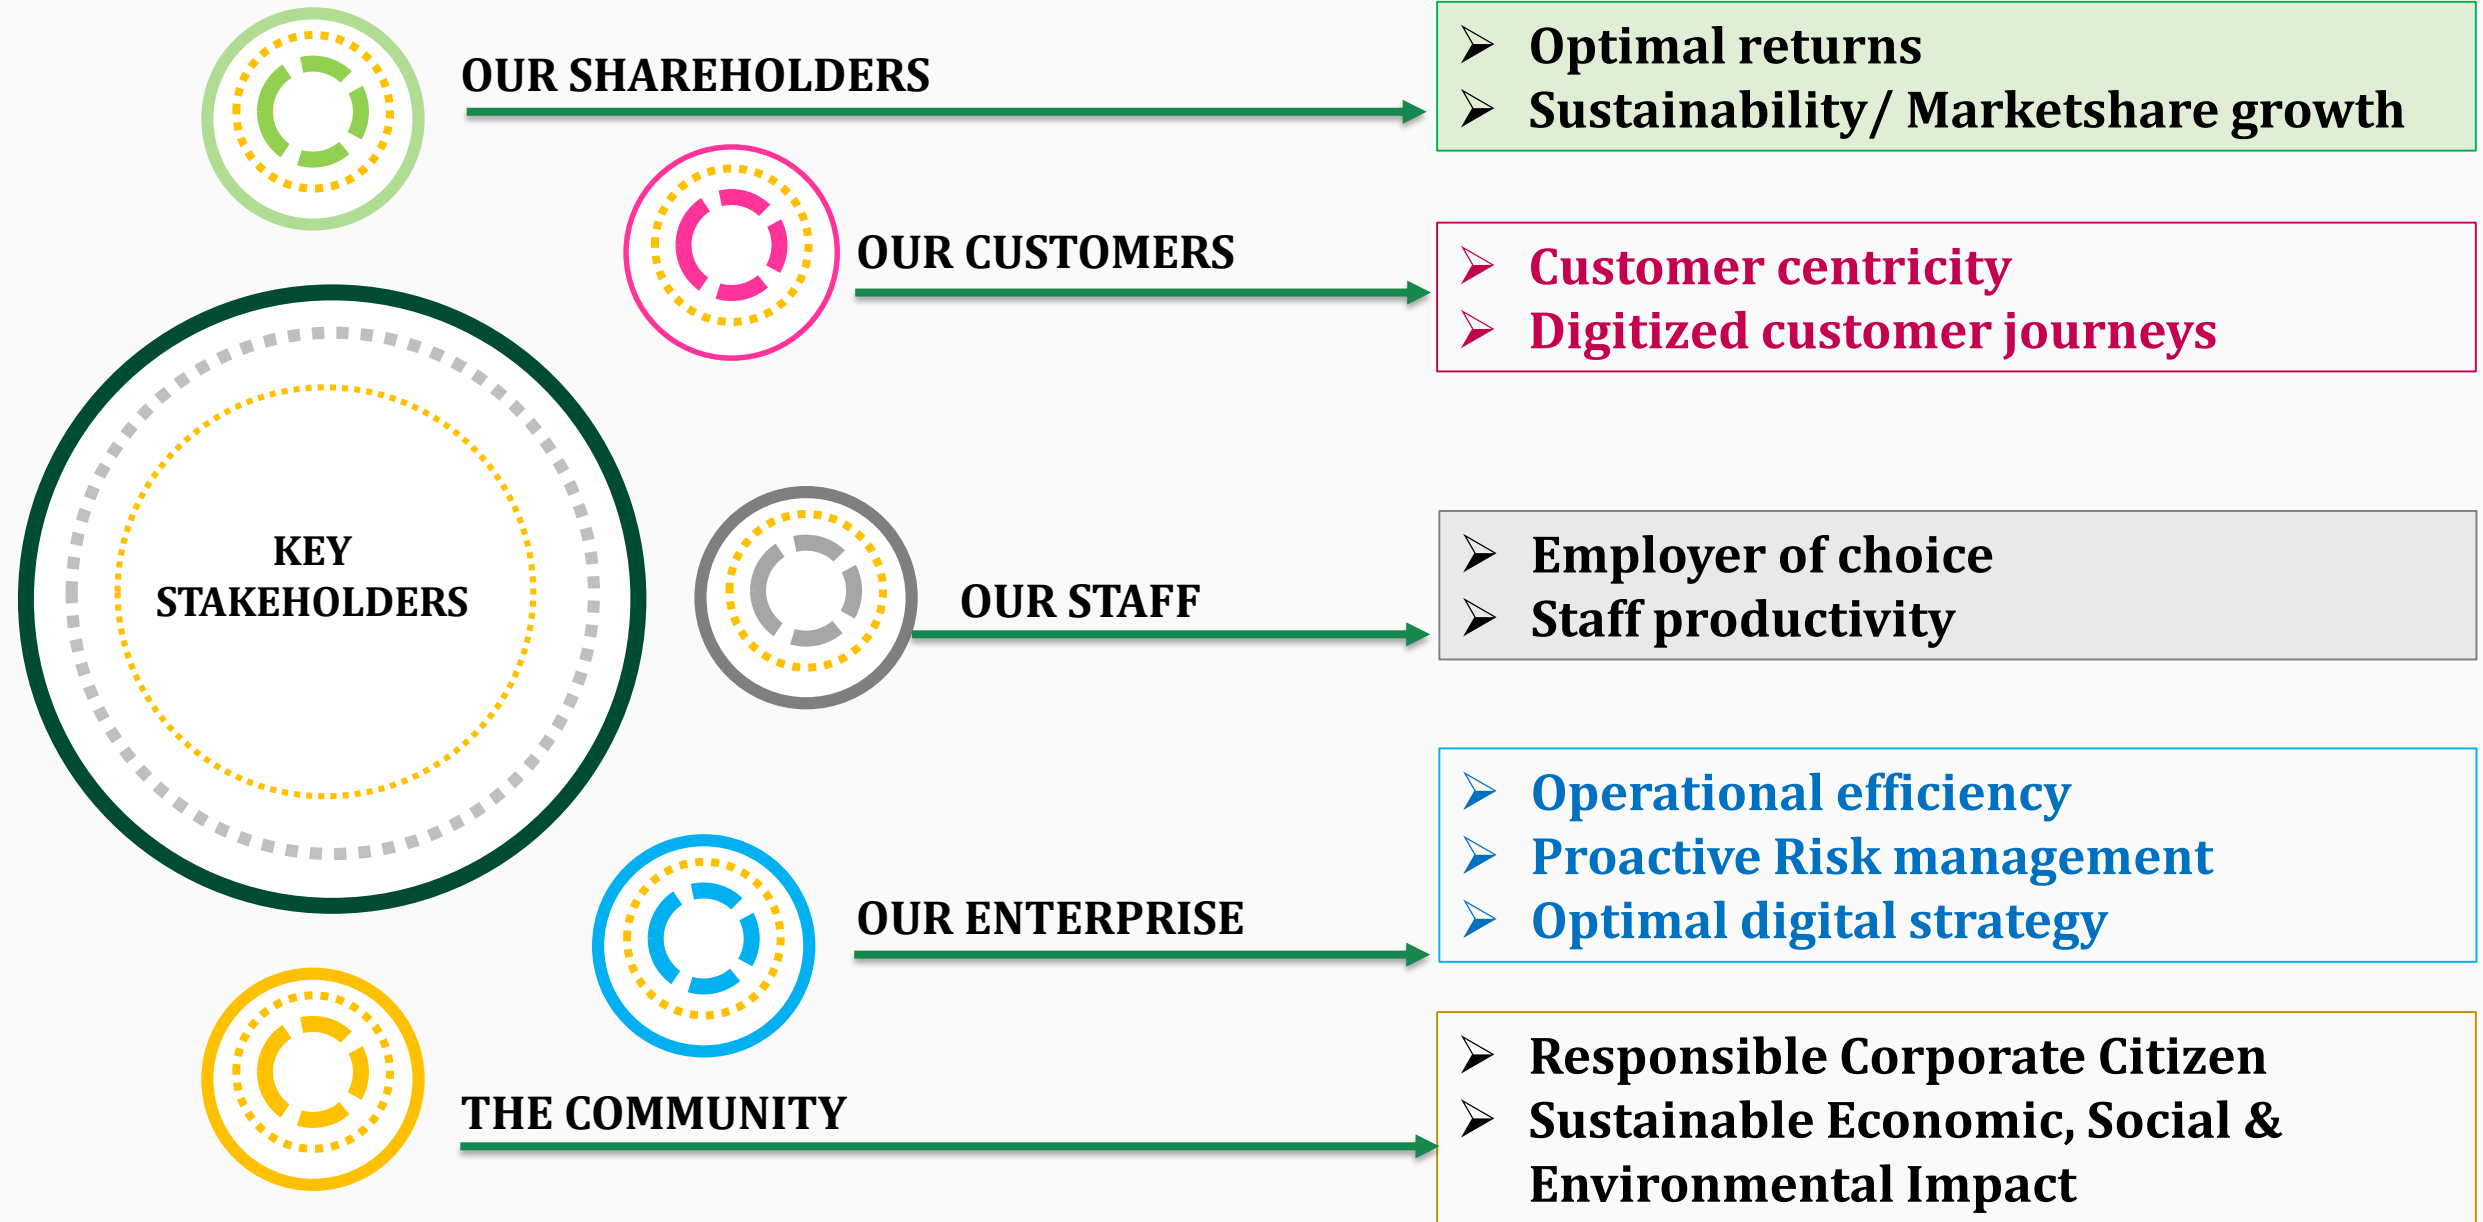 OUR SHAREHOLDERS
➢ Optimal returns
➢ Sustainability/ Marketshare growth
OUR CUSTOMERS
➢ Customer centricity
➢ Digitized customer journeys
KEY
STAKEHOLDERS
OUR STAFF
➢ Employer of choice
➢ Staff productivity
OUR ENTERPRISE
➢ Operational efficiency
➢ Proactive Risk management
➢ Optimal digital strategy
THE COMMUNITY
➢ Responsible Corporate Citizen
➢ Sustainable Economic, Social &
Environmental Impact